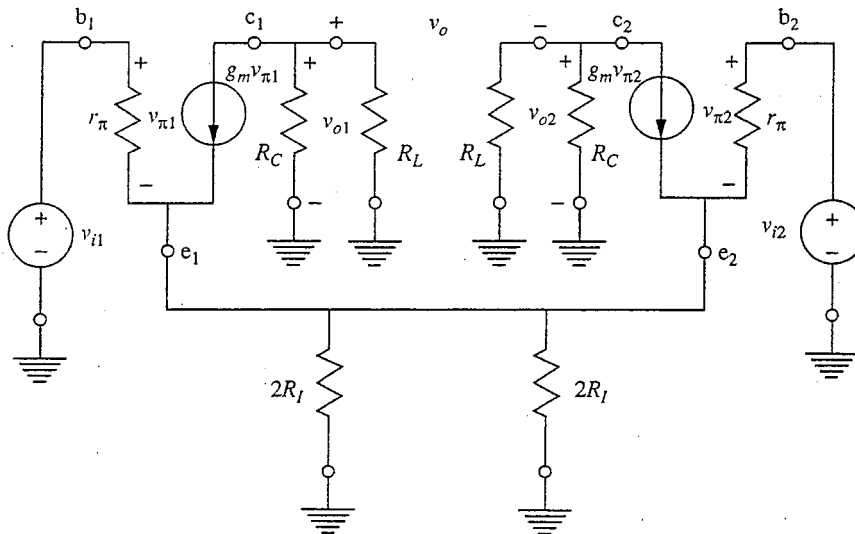 b1 c1 + vo − c2 b2
+ gmvπ1 + − + gmvπ2 +
rπ vπ1 RC vo1 RL RL vo2 RC vπ2 rπ
− − − −
+ − vi1 e1 e2 vi2 + −
2RI 2RI